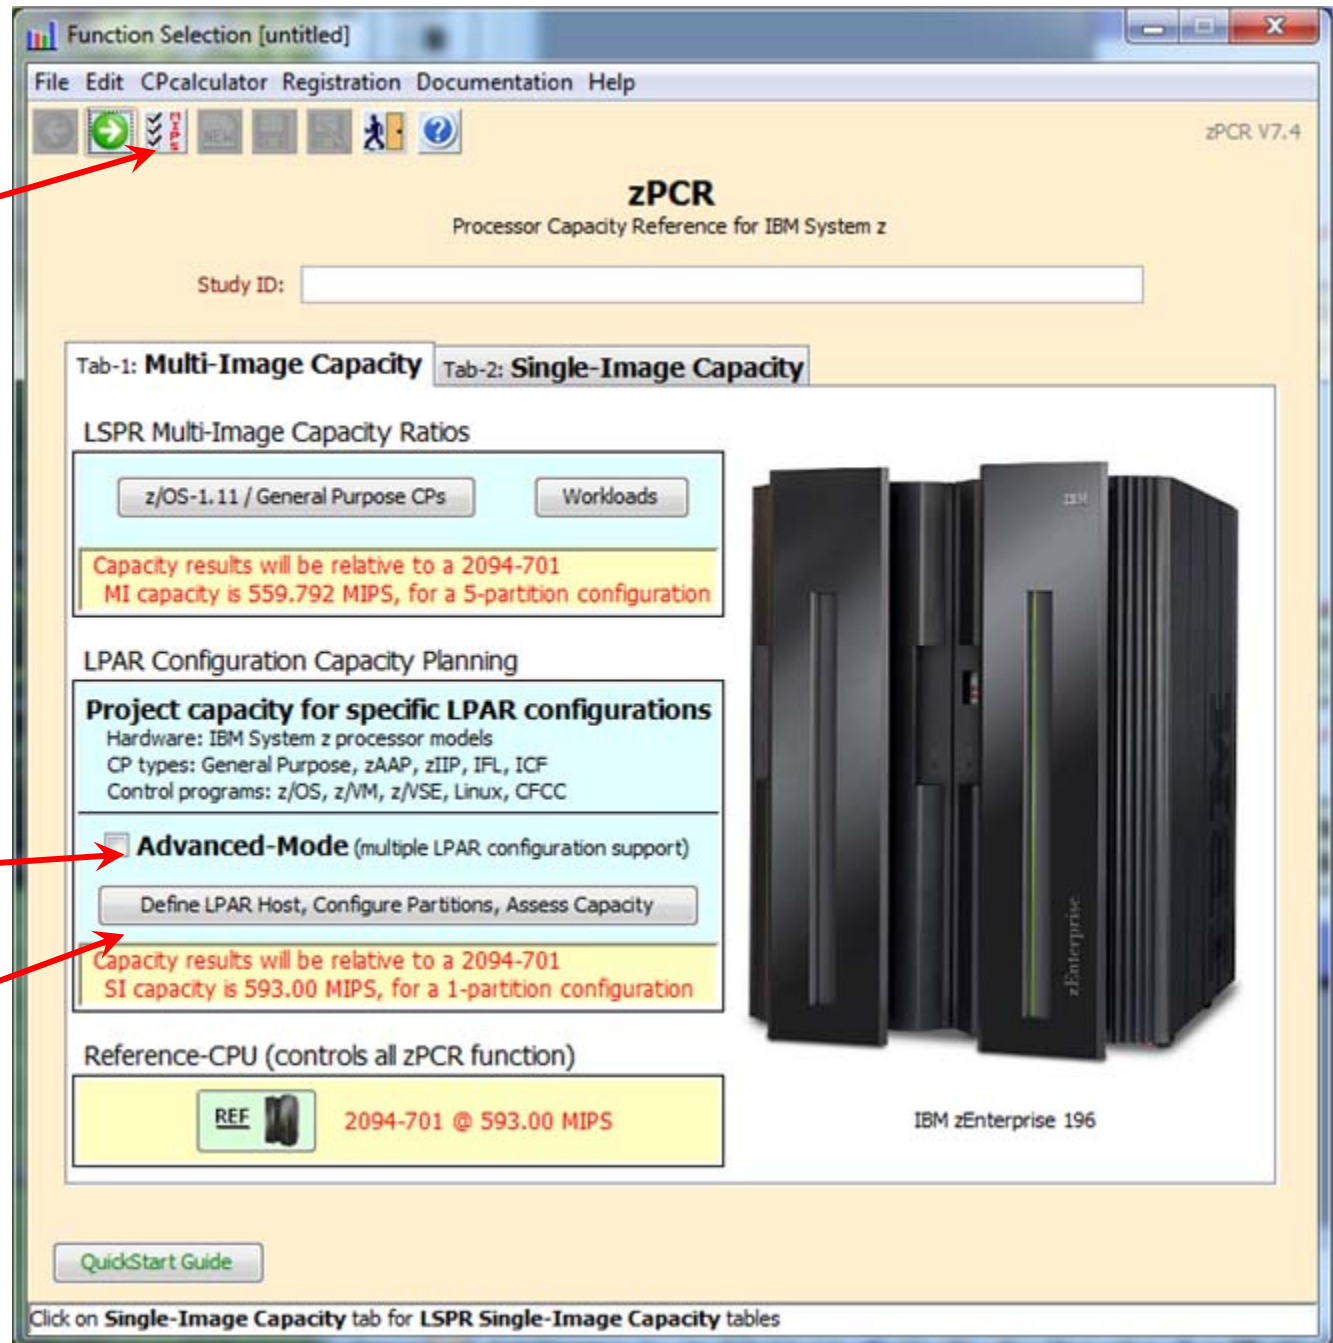 Function Selection [untitled]
File Edit CPcalculator Registration Documentation Help
MIPS NEW
zPCR V7.4
zPCR
Processor Capacity Reference for IBM System z
Study ID:
Tab-1: Multi-Image Capacity Tab-2: Single-Image Capacity
LSPR Multi-Image Capacity Ratios
z/OS-1.11 / General Purpose CPs Workloads
Capacity results will be relative to a 2094-701
MI capacity is 559.792 MIPS, for a 5-partition configuration
LPAR Configuration Capacity Planning
Project capacity for specific LPAR configurations
Hardware: IBM System z processor models
CP types: General Purpose, zAAP, zIIP, IFL, ICF
Control programs: z/OS, z/VM, z/VSE, Linux, CFCC
Advanced-Mode (multiple LPAR configuration support)
Define LPAR Host, Configure Partitions, Assess Capacity
Capacity results will be relative to a 2094-701
SI capacity is 593.00 MIPS, for a 1-partition configuration
Reference-CPU (controls all zPCR function)
REF 2094-701 @ 593.00 MIPS
IBM
zEnterprise
IBM zEnterprise 196
QuickStart Guide
Click on Single-Image Capacity tab for LSPR Single-Image Capacity tables